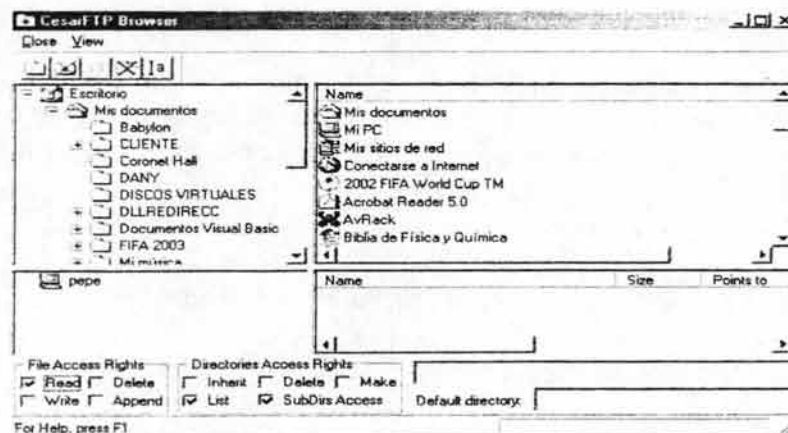 CesarFTP Browser
Close View
Escritorio
Mis documentos
Babylon
CLIENTE
Coronet Hall
DANY
DISCOS VIRTUALES
DLLREDIRECC
Documentos Visual Basic
FIFA 2003
Mi música
Name
Mis documentos
Mi PC
Mis sitios de red
Conectarse a Internet
2002 FIFA World Cup TM
Acrobat Reader 5.0
AvRack
Biblia de Física y Química
pepe
Name Size Points to
File Access Rights
Read Delete
Write Append
Directories Access Rights
Inherit Delete Make
List SubDirs Access
Default directory:
For Help, press F1